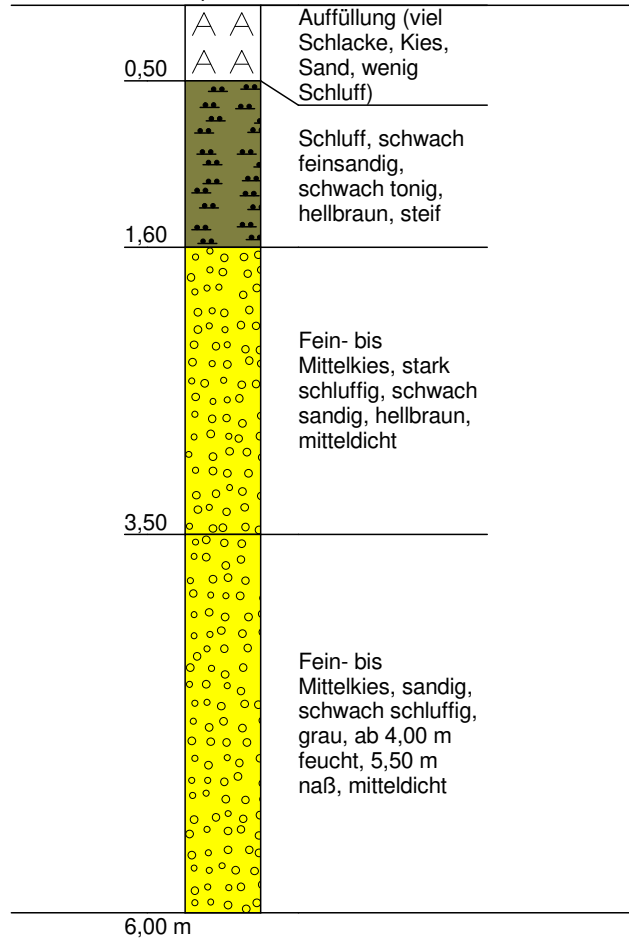 A A
Auffüllung (viel
Schlacke, Kies,
Sand, wenig
Schluff)
A A
0,50
Schluff, schwach
feinsandig,
schwach tonig,
hellbraun, steif
1,60
Fein- bis
Mittelkies, stark
schluffig, schwach
sandig, hellbraun,
mitteldicht
3,50
Fein- bis
Mittelkies, sandig,
schwach schluffig,
grau, ab 4,00 m
feucht, 5,50 m
naß, mitteldicht
6,00 m